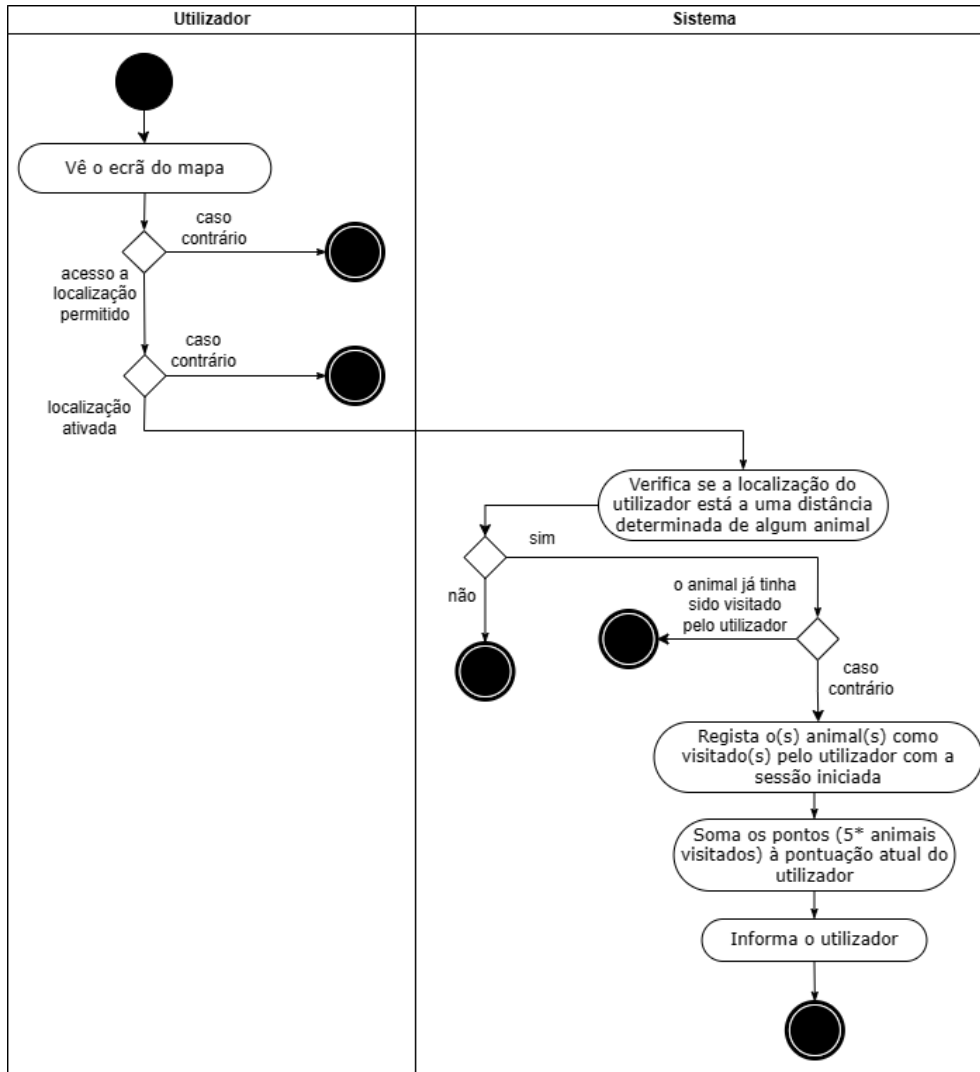 Utilizador
Sistema
Vê o ecrã do mapa
caso
contrário
acesso a
localização
permitido
caso
contrário
localização
ativada
Verifica se a localização do
utilizador está a uma distância
determinada de algum animal
sim
não
o animal já tinha
sido visitado
pelo utilizador
caso
contrário
Regista o(s) animal(s) como
visitado(s) pelo utilizador com a
sessão iniciada
Soma os pontos (5* animais
visitados) à pontuação atual do
utilizador
Informa o utilizador